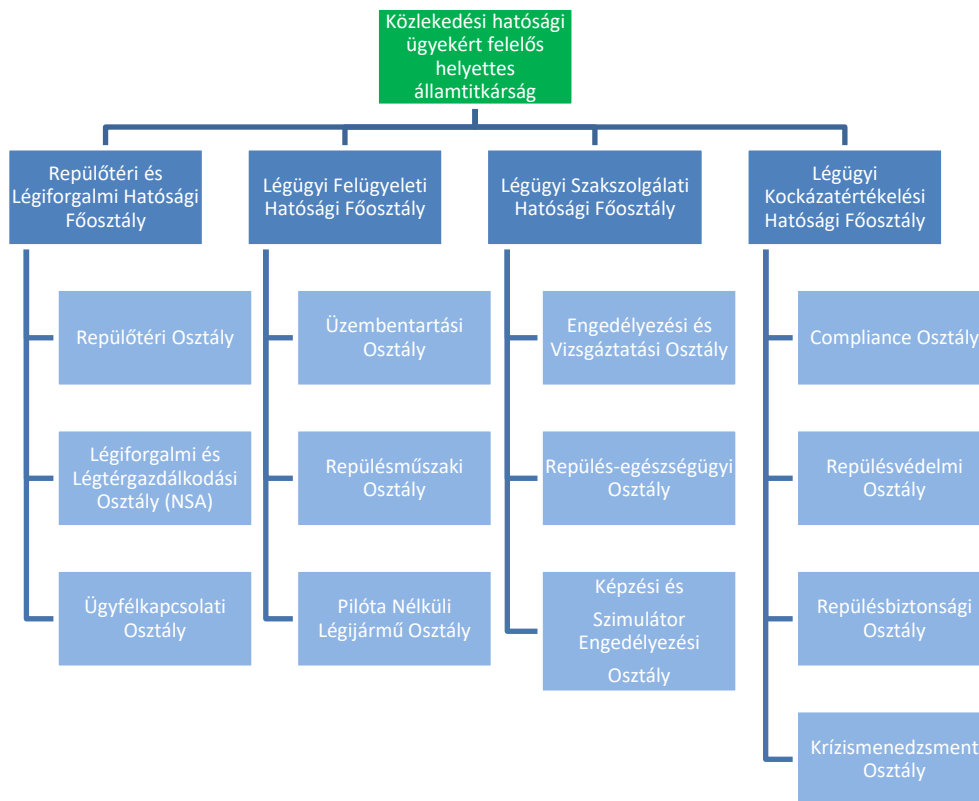 Közlekedési hatósági
ügyekért felelős
helyettes
államtitkárság
Repülőtéri és
Légiforgalmi Hatósági
Főosztály
Légügyi Felügyeleti
Hatósági Főosztály
Légügyi Szakszolgálati
Hatósági Főosztály
Légügyi
Kockázatértékelési
Hatósági Főosztály
Repülőtéri Osztály
Üzembentartási
Osztály
Engedélyezési és
Vizsgáztatási Osztály
Compliance Osztály
Légiforgalmi és
Légtérgazdálkodási
Osztály (NSA)
Repülésműszaki
Osztály
Repülés-egészségügyi
Osztály
Repülésvédelmi
Osztály
Ügyfélkapcsolati
Osztály
Pilóta Nélküli
Légijármű Osztály
Képzési és
Szimulátor
Engedélyezési
Osztály
Repülésbiztonsági
Osztály
Krízismenedzsment
Osztály